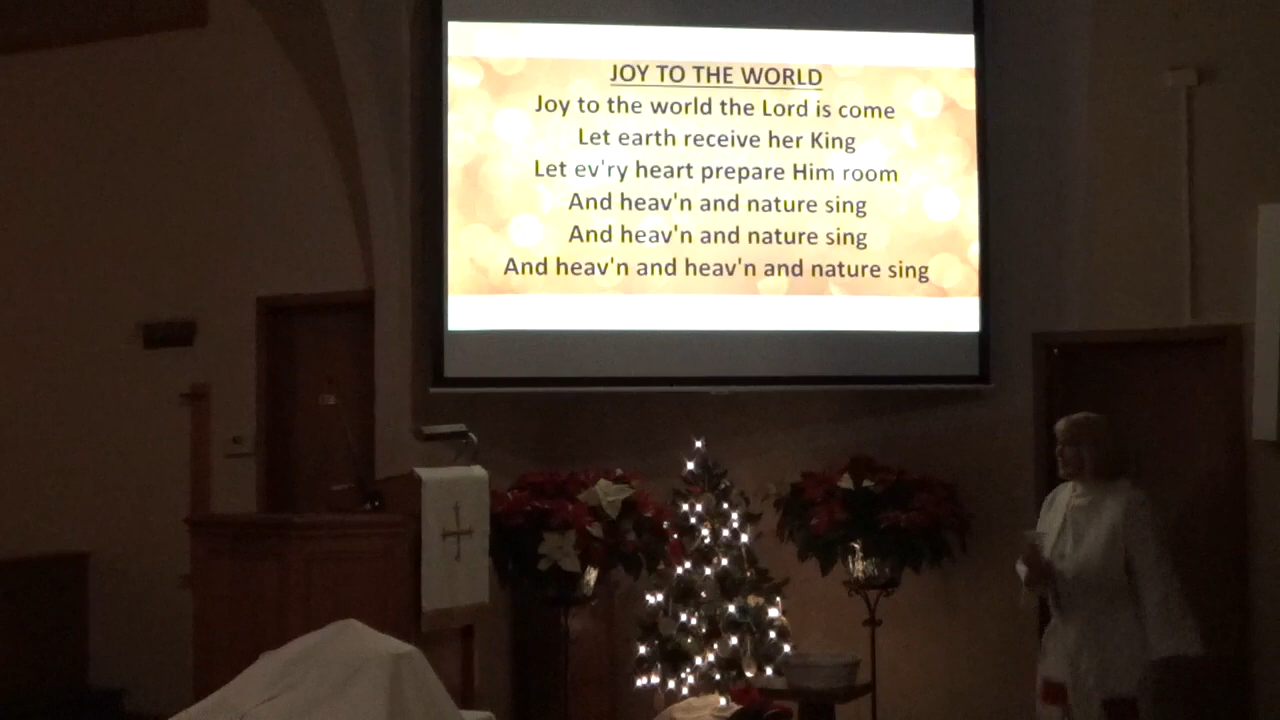 JOY TO THE WORLD
Joy to the world the Lord is come
Let earth receive her King
Let ev'ry heart prepare Him room
And heav'n and nature sing
And heav'n and nature sing
And heav'n and heav'n and nature sing